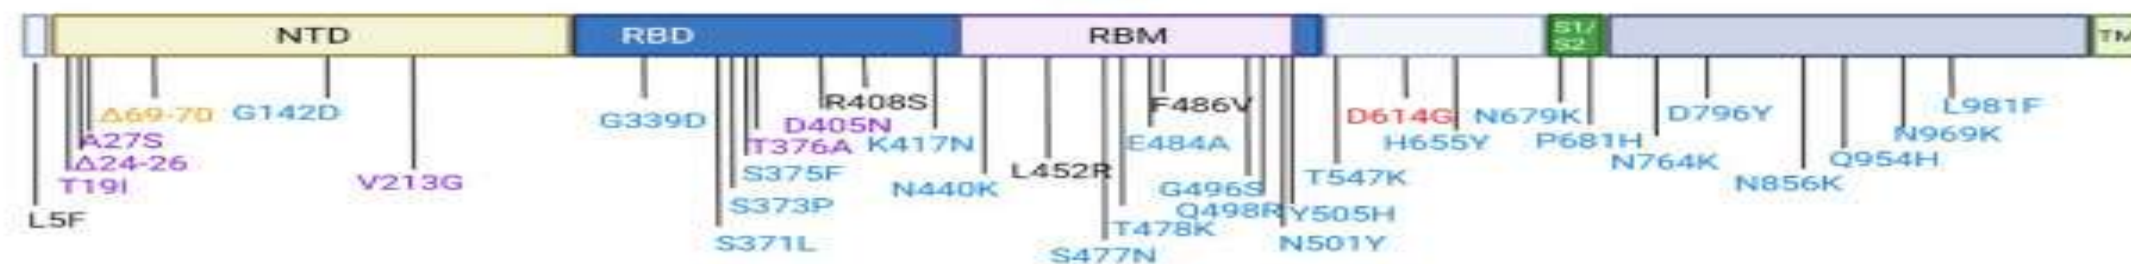 NTD RBD RBM S1/ S2 TM
Δ69-70 G142D G339D R408S F486V D614G N679K D796Y L981F
A27S D405N E484A H655Y P681H N969K
Δ24-26 T376A K417N N764K Q954H
T19I V213G S375F N440K L452R G496S T547K N856K
L5F S373P Q498R Y505H
S371L S477N T478K N501Y